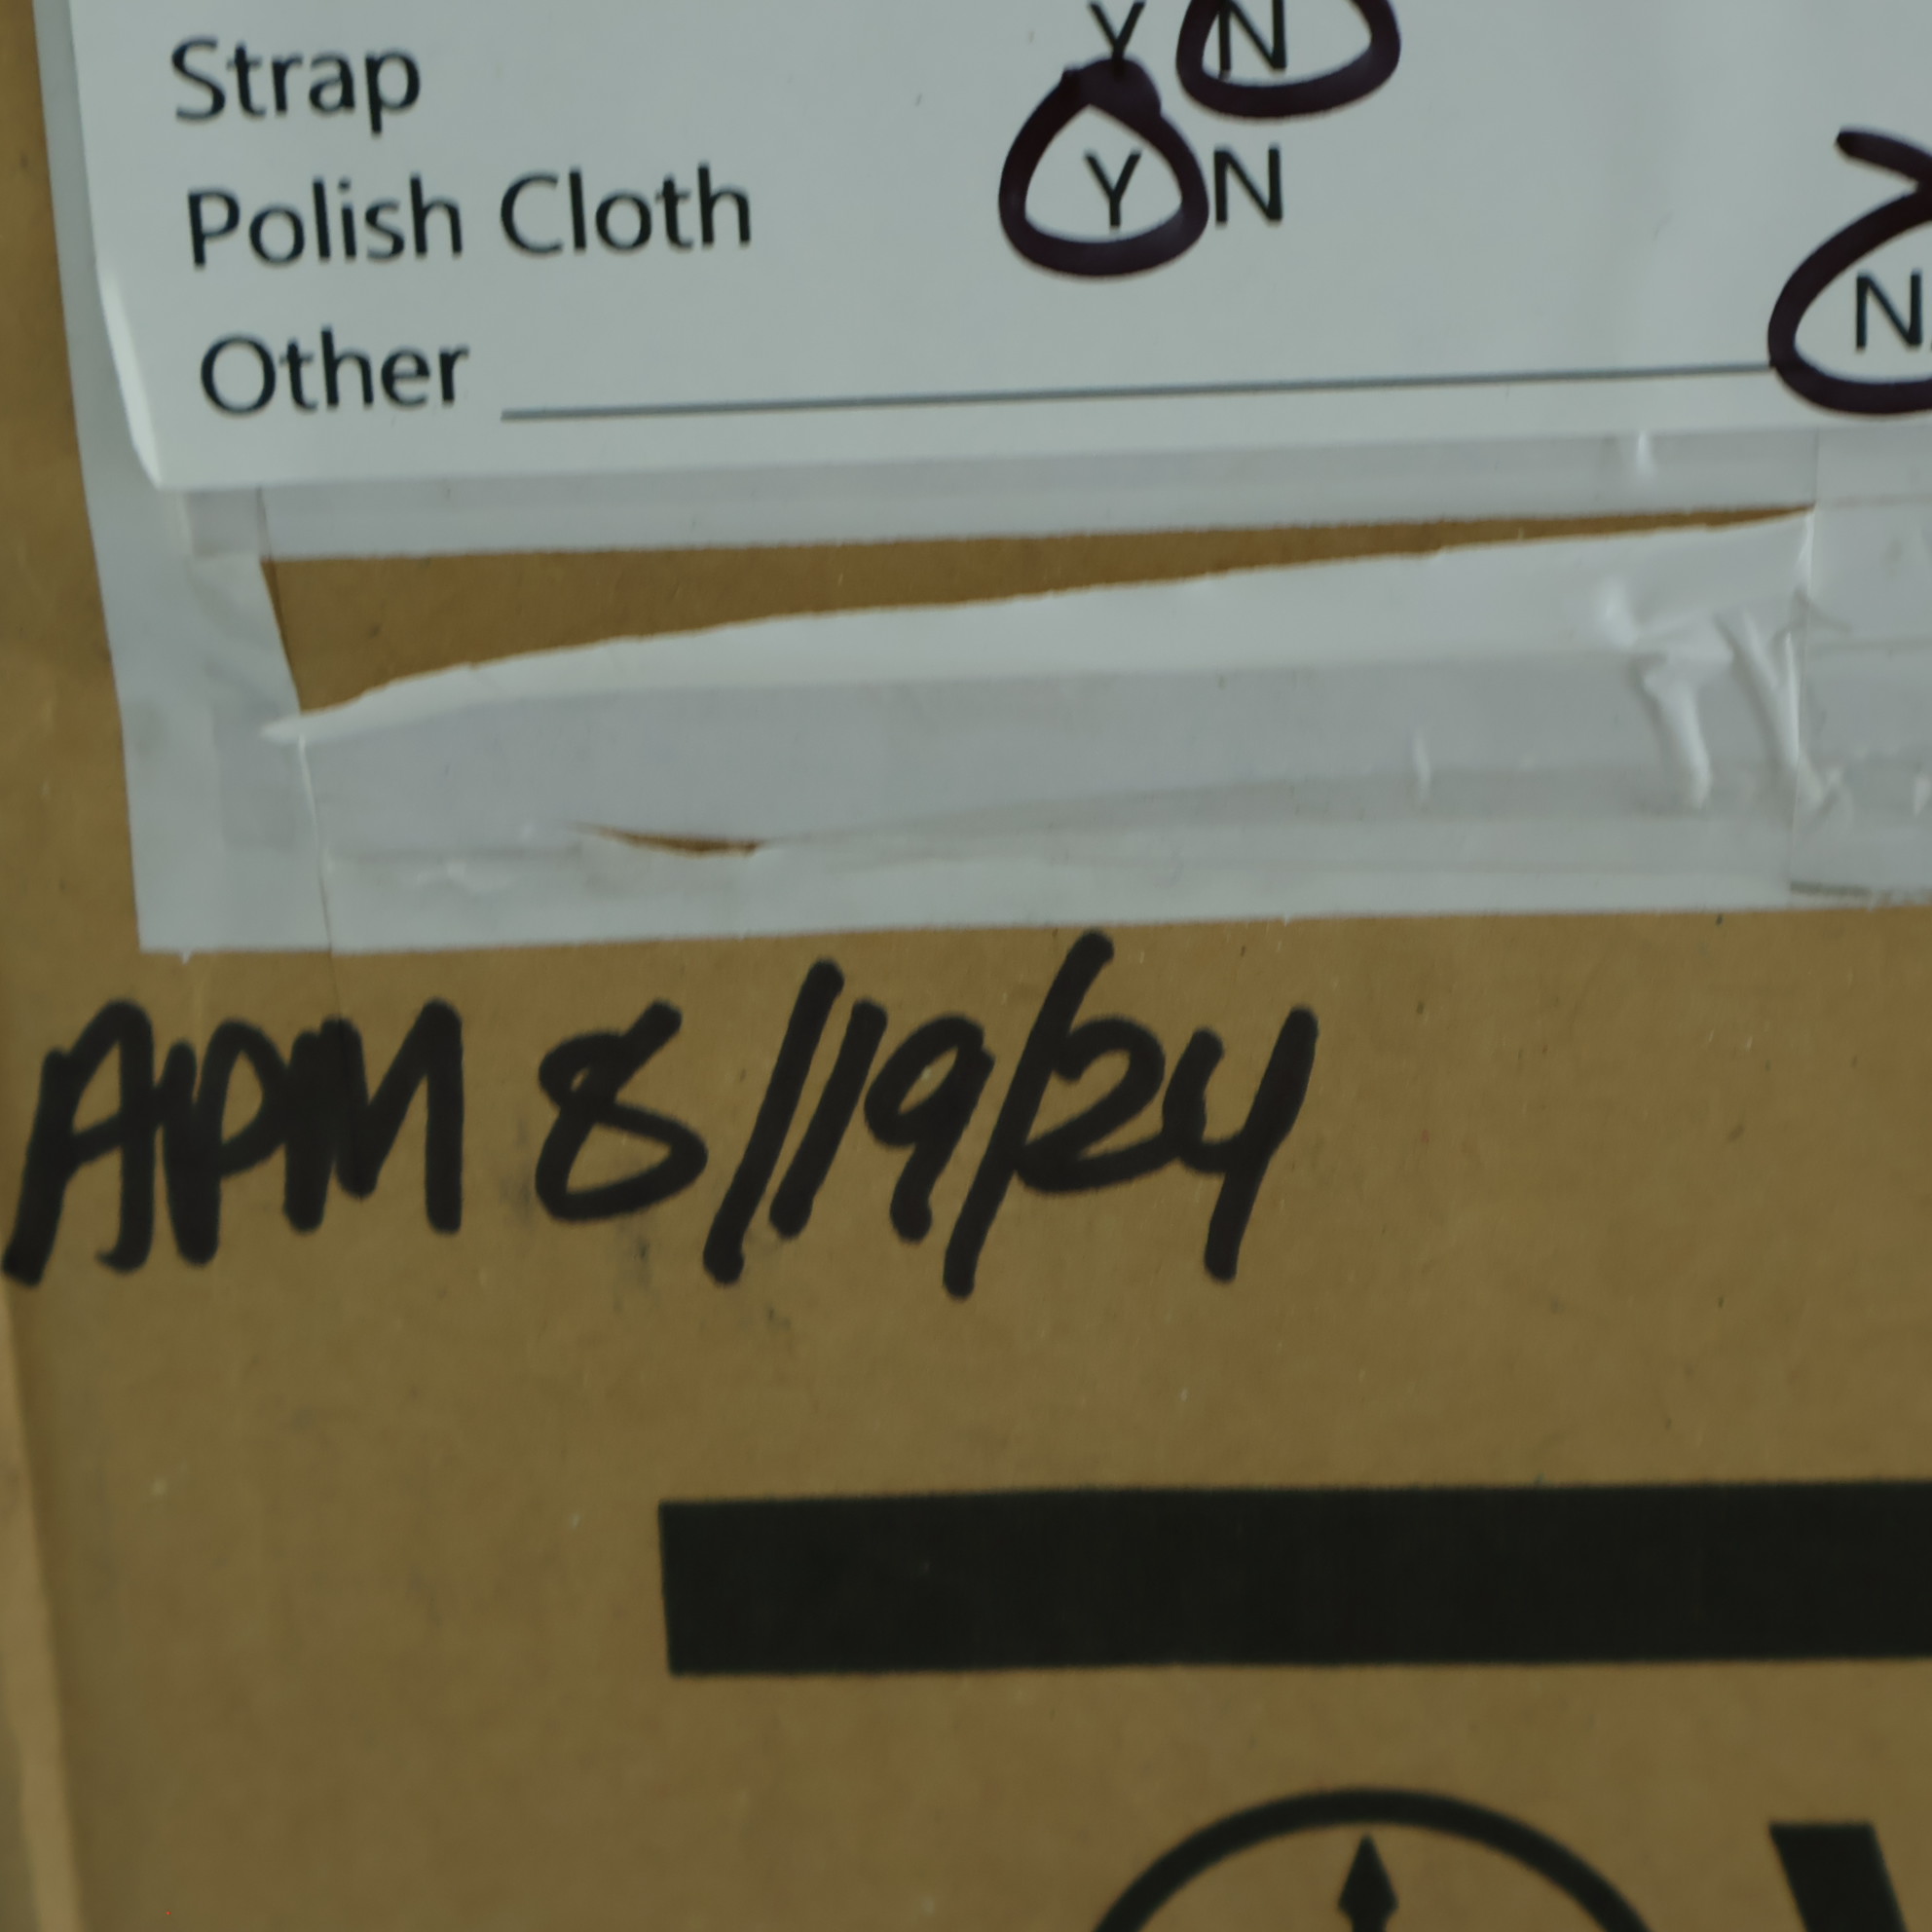 Strap Y N
Polish Cloth Y N
Other
APM 8/19/24